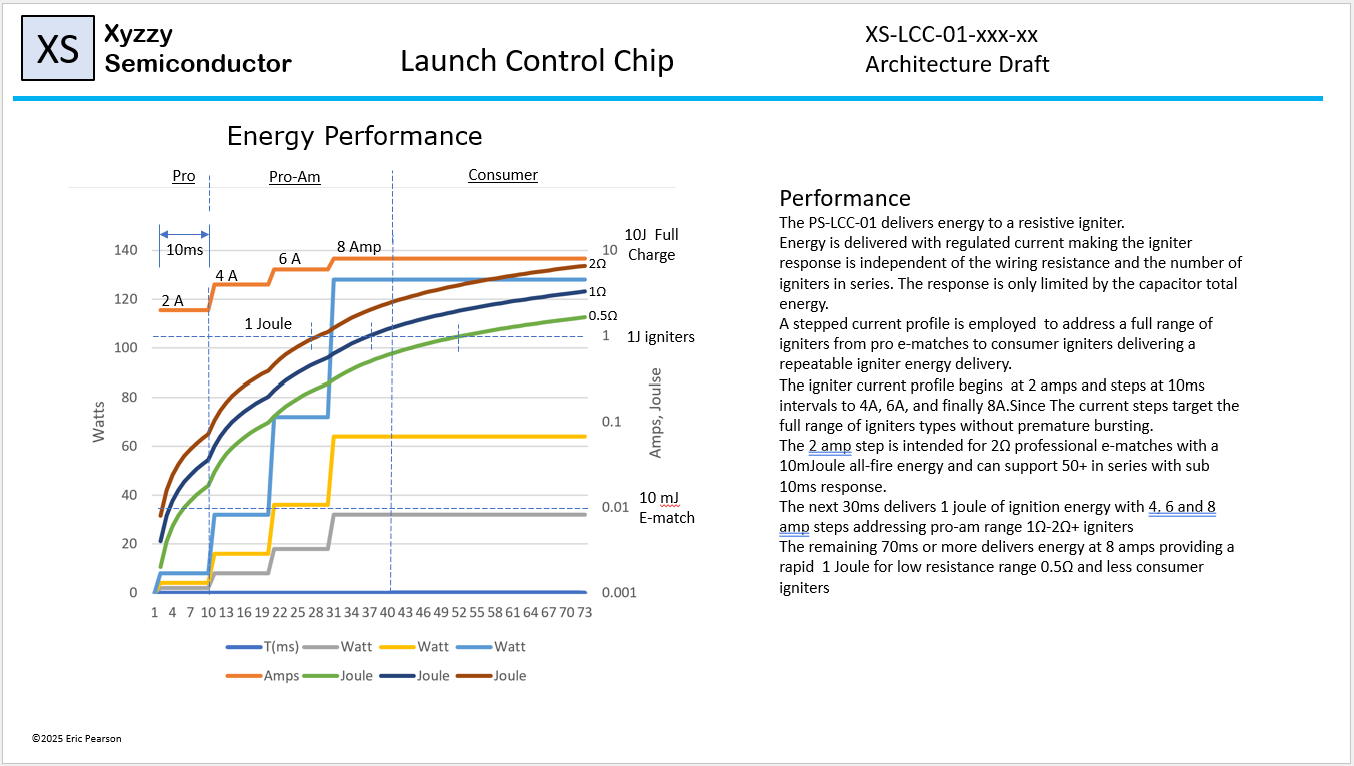 XS
Xyzzy
Semiconductor
Launch Control Chip
XS-LCC-01-xxx-xx
Architecture Draft
Energy Performance
Pro
Pro-Am
Consumer
10ms
2 A
4 A
6 A
8 Amp
1 Joule
10J Full
Charge
2Ω
1Ω
0.5Ω
1J igniters
10 mJ
E-match
Watts
140
120
100
80
60
40
20
0
Amps, Joulse
10
1
0.1
0.01
0.001
1 4 7 10 13 16 19 22 25 28 31 34 37 40 43 46 49 52 55 58 61 64 67 70 73
T(ms) Watt Watt Watt
Amps Joule Joule Joule
Performance
The PS-LCC-01 delivers energy to a resistive igniter.
Energy is delivered with regulated current making the igniter
response is independent of the wiring resistance and the number of
igniters in series. The response is only limited by the capacitor total
energy.
A stepped current profile is employed to address a full range of
igniters from pro e-matches to consumer igniters delivering a
repeatable igniter energy delivery.
The igniter current profile begins at 2 amps and steps at 10ms
intervals to 4A, 6A, and finally 8A.Since The current steps target the
full range of igniters types without premature bursting.
The 2 amp step is intended for 2Ω professional e-matches with a
10mJoule all-fire energy and can support 50+ in series with sub
10ms response.
The next 30ms delivers 1 joule of ignition energy with 4, 6 and 8
amp steps addressing pro-am range 1Ω-2Ω+ igniters
The remaining 70ms or more delivers energy at 8 amps providing a
rapid 1 Joule for low resistance range 0.5Ω and less consumer
igniters
©2025 Eric Pearson